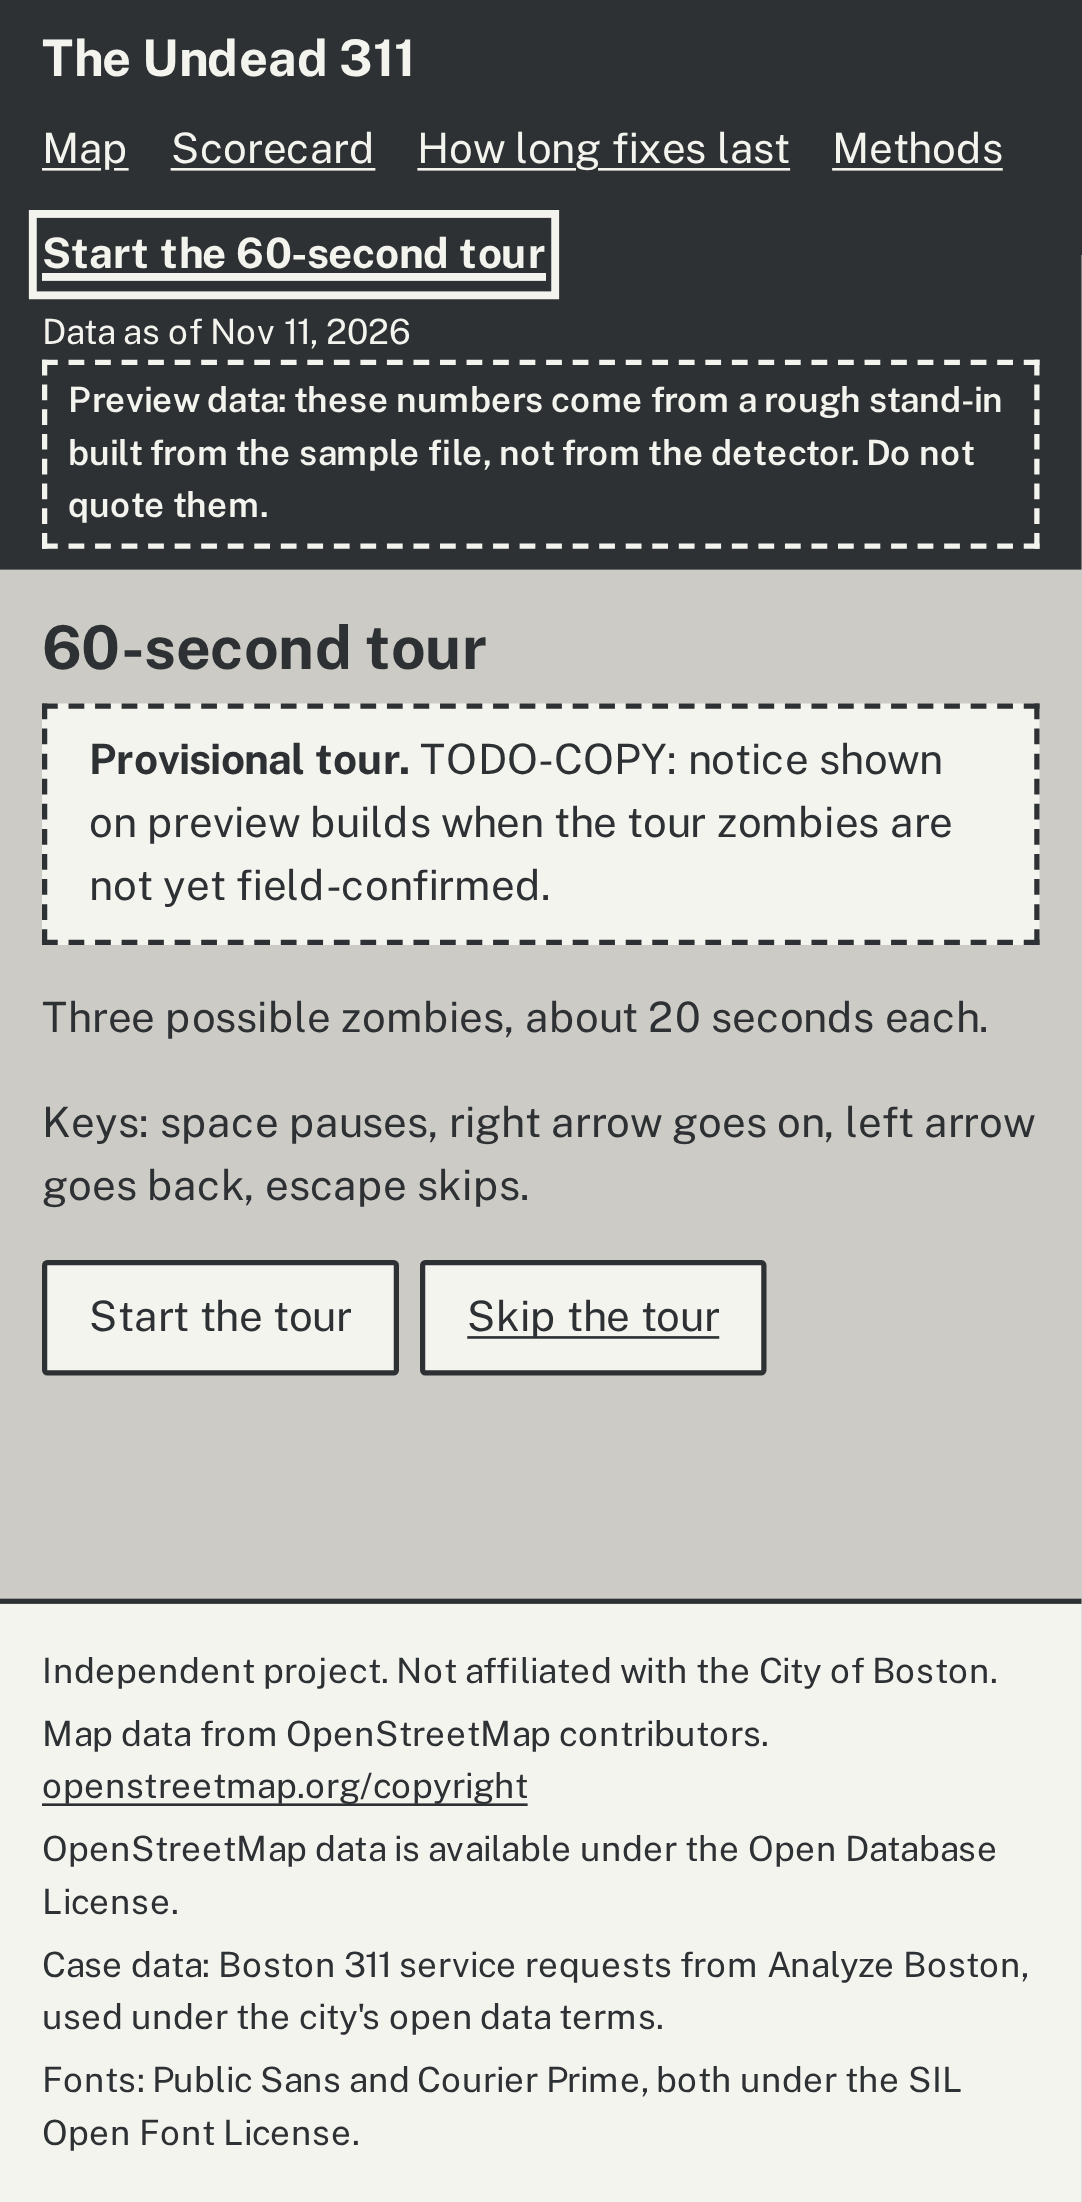 The Undead 311
Map Scorecard How long fixes last Methods
Start the 60-second tour
Data as of Nov 11, 2026
Preview data: these numbers come from a rough stand-in
built from the sample file, not from the detector. Do not
quote them.
60-second tour
Provisional tour. TODO-COPY: notice shown
on preview builds when the tour zombies are
not yet field-confirmed.
Three possible zombies, about 20 seconds each.
Keys: space pauses, right arrow goes on, left arrow
goes back, escape skips.
Start the tour Skip the tour
Independent project. Not affiliated with the City of Boston.
Map data from OpenStreetMap contributors.
openstreetmap.org/copyright
OpenStreetMap data is available under the Open Database
License.
Case data: Boston 311 service requests from Analyze Boston,
used under the city's open data terms.
Fonts: Public Sans and Courier Prime, both under the SIL
Open Font License.